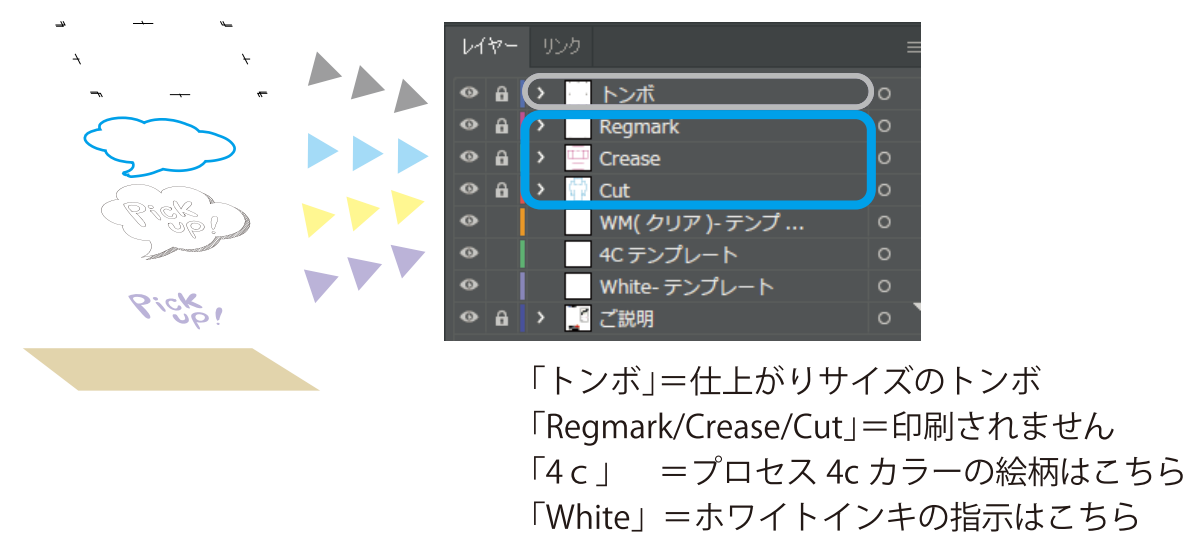 Pick
up!
Pick
up!
レイヤー リンク
トンボ
Regmark
Crease
Cut
WM( クリア )- テンプ ...
4C テンプレート
White- テンプレート
ご説明
「トンボ」＝仕上がりサイズのトンボ
「Regmark/Crease/Cut」＝印刷されません
「4ｃ」　＝プロセス 4c カラーの絵柄はこちら
「White」＝ホワイトインキの指示はこちら